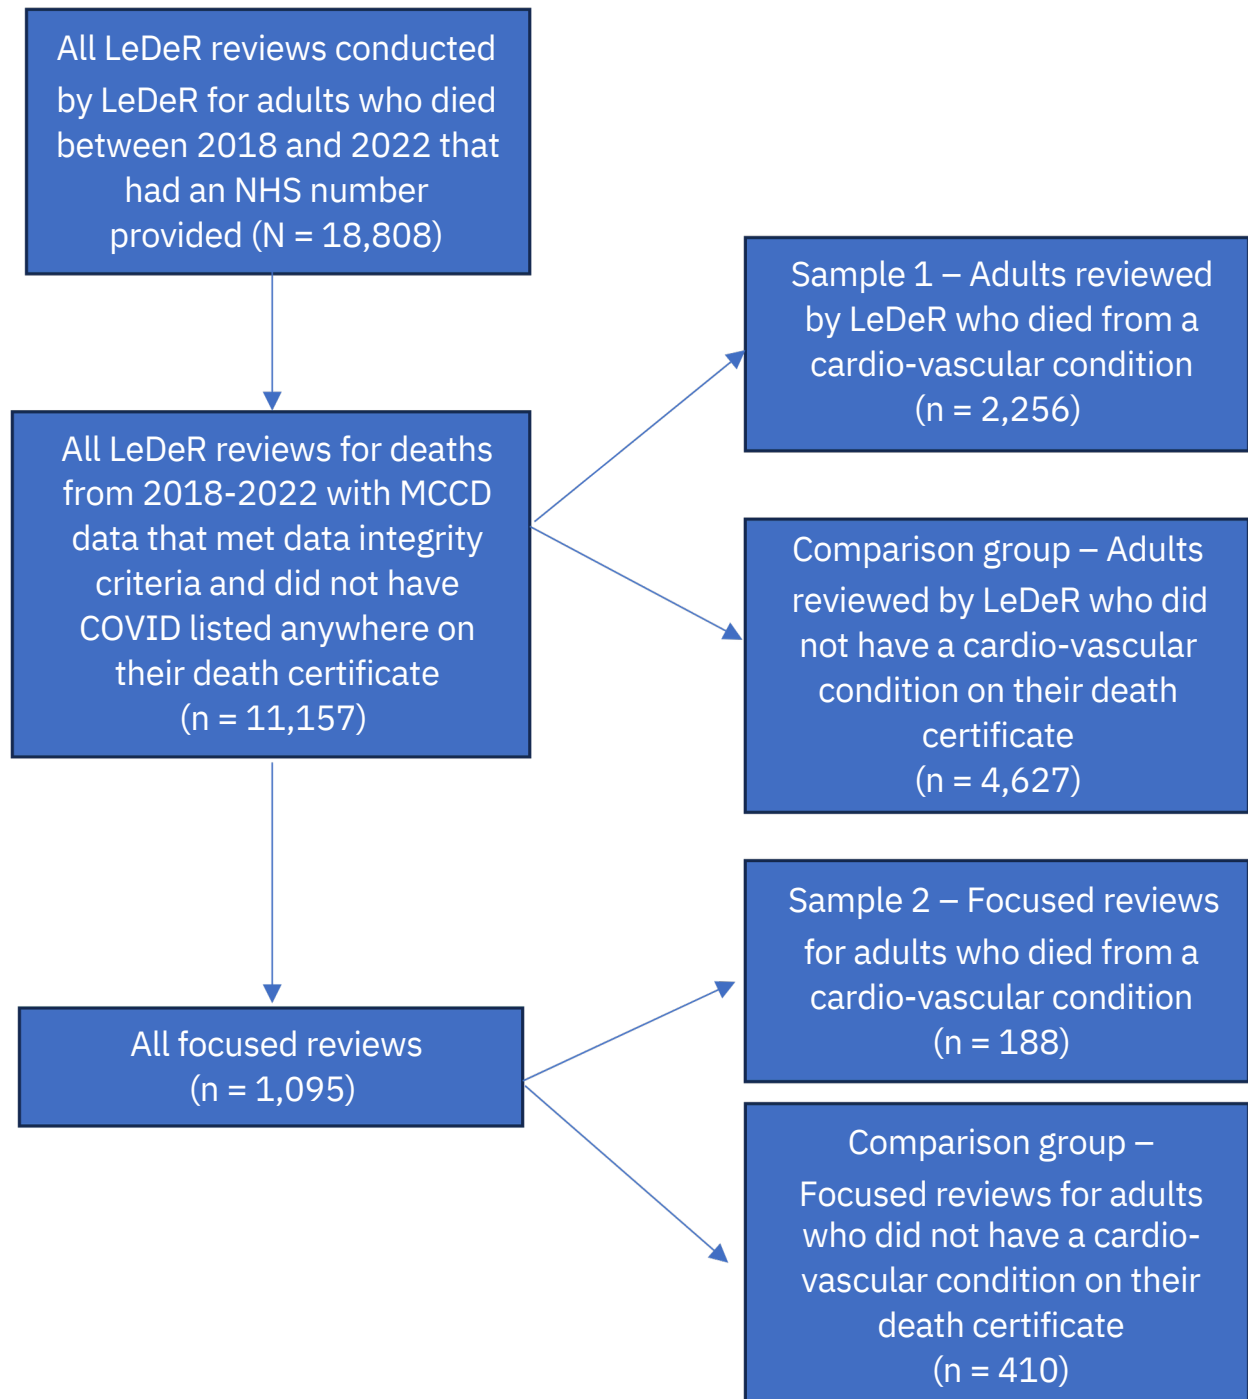 All LeDeR reviews conducted
by LeDeR for adults who died
between 2018 and 2022 that
had an NHS number
provided (N = 18,808)
All LeDeR reviews for deaths
from 2018-2022 with MCCD
data that met data integrity
criteria and did not have
COVID listed anywhere on
their death certificate
(n = 11,157)
All focused reviews
(n = 1,095)
Sample 1 – Adults reviewed
by LeDeR who died from a
cardio-vascular condition
(n = 2,256)
Comparison group – Adults
reviewed by LeDeR who did
not have a cardio-vascular
condition on their death
certificate
(n = 4,627)
Sample 2 – Focused reviews
for adults who died from a
cardio-vascular condition
(n = 188)
Comparison group –
Focused reviews for adults
who did not have a cardio-
vascular condition on their
death certificate
(n = 410)